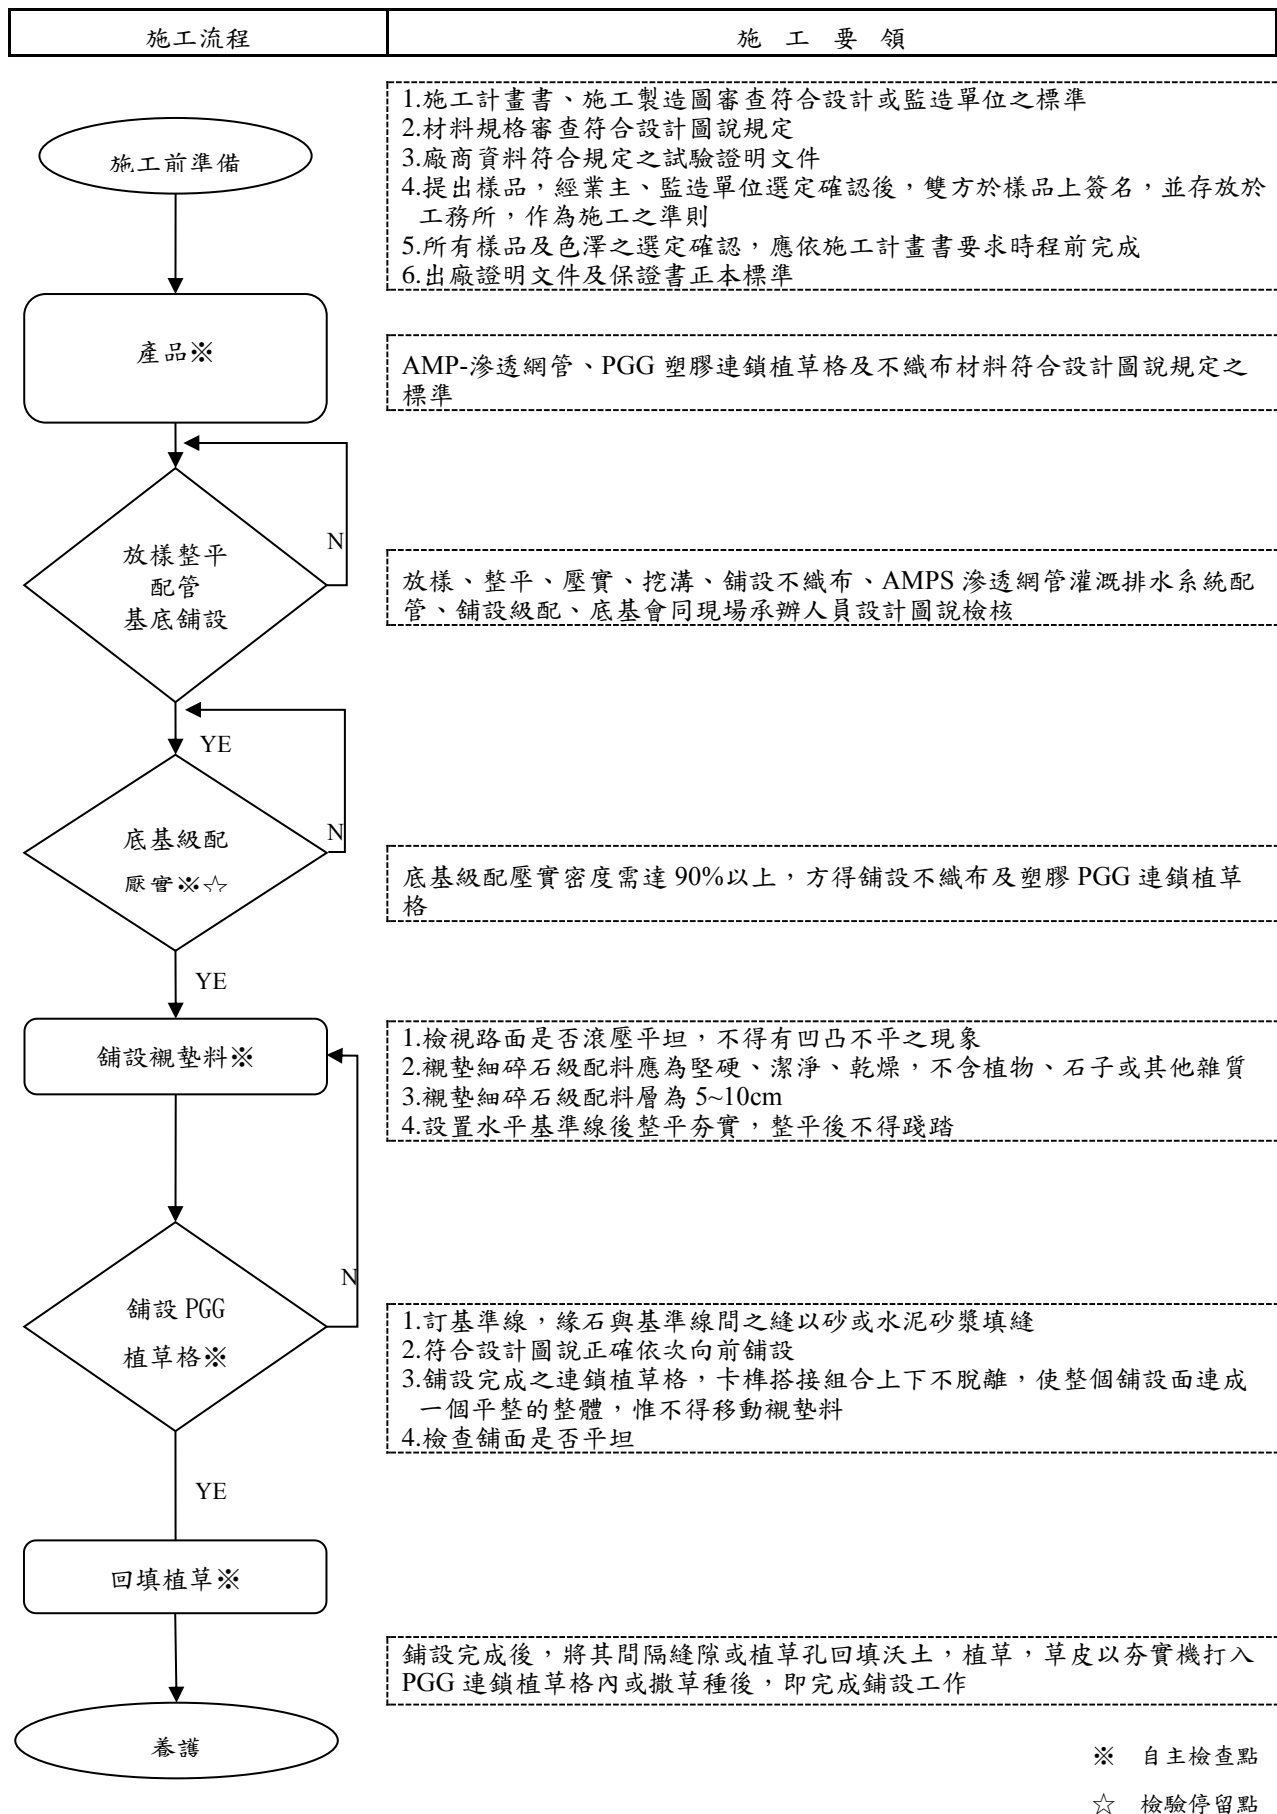 施工流程
施 工 要 領
施工前準備
1.施工計畫書、施工製造圖審查符合設計或監造單位之標準
2.材料規格審查符合設計圖說規定
3.廠商資料符合規定之試驗證明文件
4.提出樣品，經業主、監造單位選定確認後，雙方於樣品上簽名，並存放於
工務所，作為施工之準則
5.所有樣品及色澤之選定確認，應依施工計畫書要求時程前完成
6.出廠證明文件及保證書正本標準
產品※
AMP-滲透網管、PGG 塑膠連鎖植草格及不織布材料符合設計圖說規定之
標準
放樣整平
配管
基底舖設
N
放樣、整平、壓實、挖溝、舖設不織布、AMPS 滲透網管灌溉排水系統配
管、舖設級配、底基會同現場承辦人員設計圖說檢核
YE
底基級配
壓實※☆
N
底基級配壓實密度需達 90%以上，方得舖設不織布及塑膠 PGG 連鎖植草
格
YE
舖設襯墊料※
1.檢視路面是否滾壓平坦，不得有凹凸不平之現象
2.襯墊細碎石級配料應為堅硬、潔淨、乾燥，不含植物、石子或其他雜質
3.襯墊細碎石級配料層為 5~10cm
4.設置水平基準線後整平夯實，整平後不得踐踏
N
舖設 PGG
植草格※
1.訂基準線，緣石與基準線間之縫以砂或水泥砂漿填縫
2.符合設計圖說正確依次向前舖設
3.舖設完成之連鎖植草格，卡榫搭接組合上下不脫離，使整個舖設面連成
一個平整的整體，惟不得移動襯墊料
4.檢查舖面是否平坦
YE
回填植草※
鋪設完成後，將其間隔縫隙或植草孔回填沃土，植草，草皮以夯實機打入
PGG 連鎖植草格內或撒草種後，即完成鋪設工作
養護
※ 自主檢查點
☆ 檢驗停留點